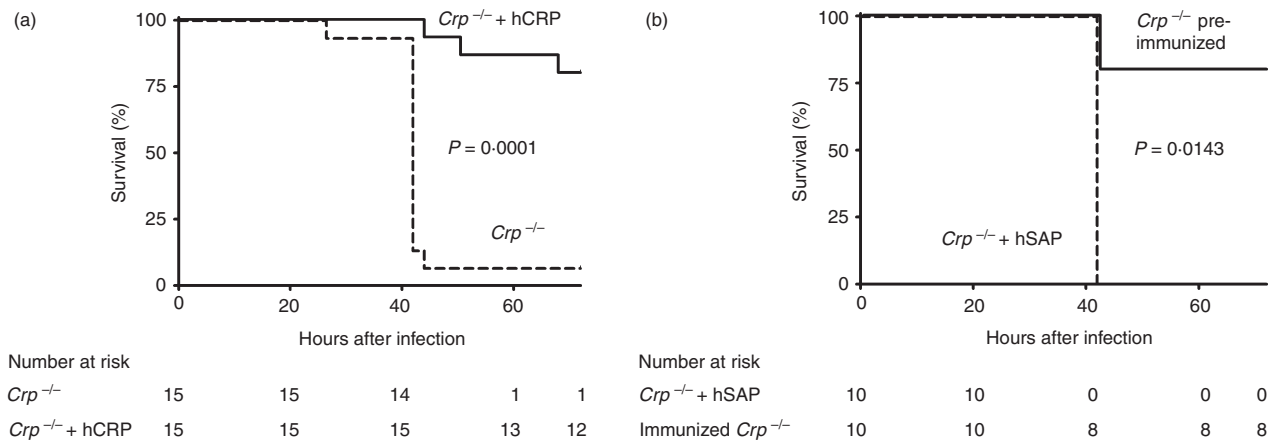 (a)
100
75
50
25
0
Survival (%)
Crp –/– + hCRP
P = 0·0001
Crp –/–
0 20 40 60
Hours after infection
Number at risk
Crp –/– 15 15 14 1 1
Crp –/– + hCRP 15 15 15 13 12
(b)
100
75
50
25
0
Survival (%)
Crp –/– pre-
immunized
P = 0·0143
Crp –/– + hSAP
0 20 40 60
Hours after infection
Number at risk
Crp –/– + hSAP 10 10 0 0 0
Immunized Crp –/– 10 10 8 8 8